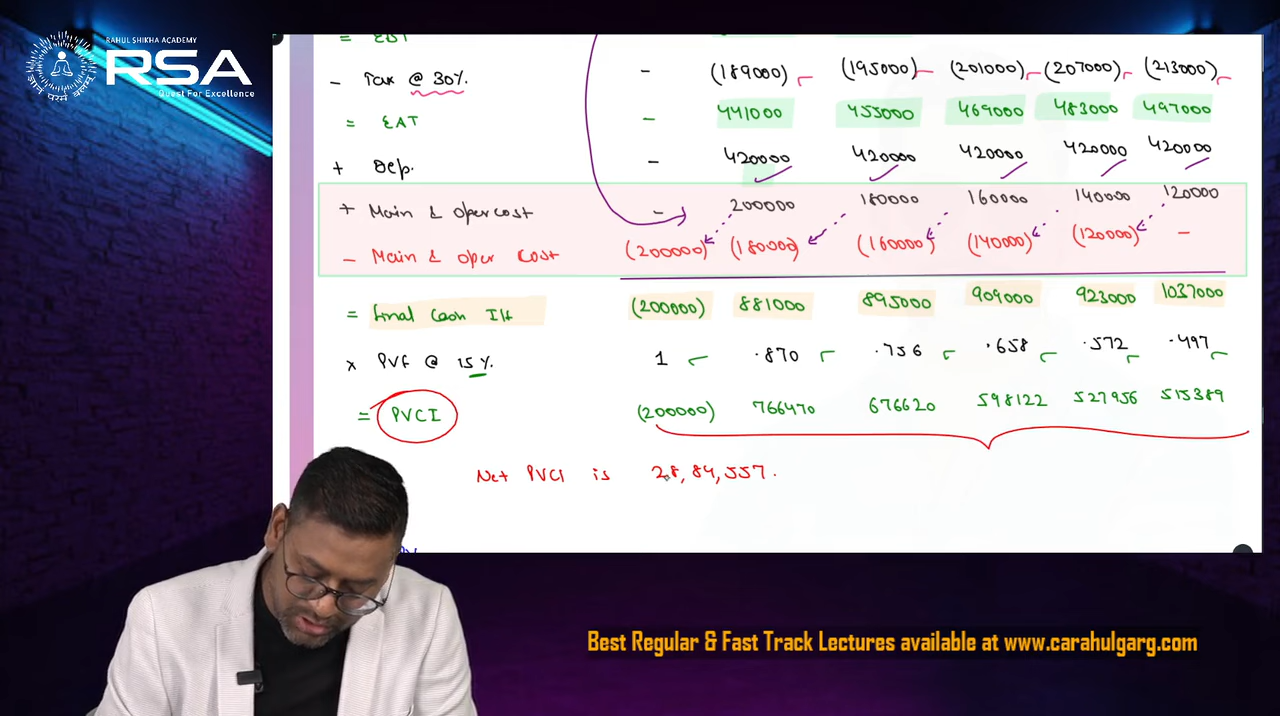 RAHUL SHIKHA ACADEMY
RSA
Quest For Excellence
= EBT
- Tax @ 30%. - (189000) (195000) (201000) (207000) (213000)
= EAT - 441000 455000 469000 483000 497000
+ Dep. - 420000 420000 420000 420000 420000
+ Main & Oper cost - 200000 180000 160000 140000 120000
- Main & Oper Cost (200000) (180000) (160000) (140000) (120000) -
= Final Cash If (200000) 881000 895000 909000 923000 1037000
x PVF @ 15%. 1 .870 .756 .658 .572 .497
= PVCI (200000) 766470 676620 598122 527956 515389
Net PVCI is 28,84,557.
Best Regular & Fast Track Lectures available at www.carahulgarg.com